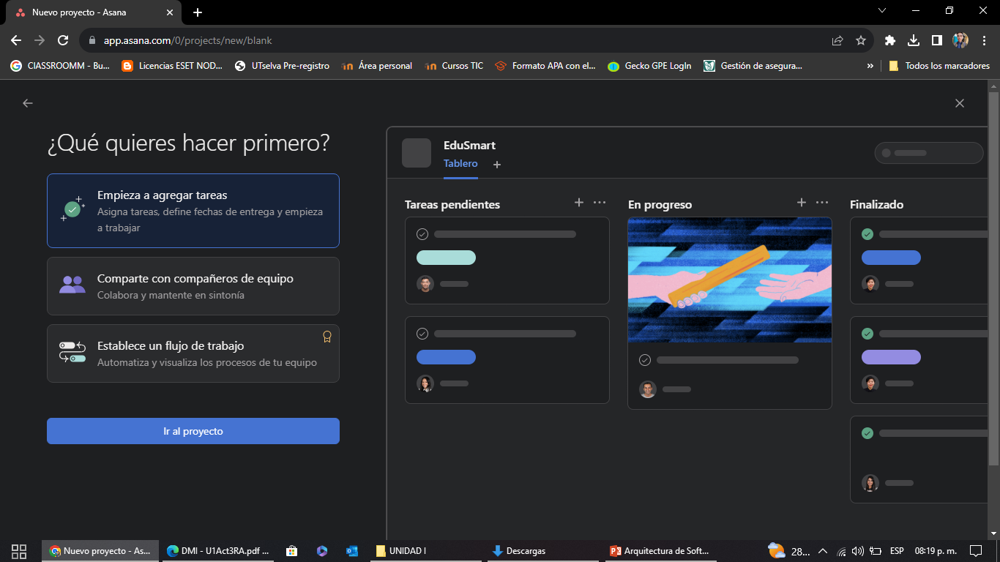 Nuevo proyecto - Asana
app.asana.com/0/projects/new/blank
ClASSROOMM - Bu...
Licencias ESET NOD...
UTselva Pre-registro
Área personal
Cursos TIC
Formato APA con el...
Gecko GPE LogIn
Gestión de asegura...
»
Todos los marcadores
¿Qué quieres hacer primero?
Empieza a agregar tareas
Asigna tareas, define fechas de entrega y empieza
a trabajar
Comparte con compañeros de equipo
Colabora y mantente en sintonía
Establece un flujo de trabajo
Automatiza y visualiza los procesos de tu equipo
Ir al proyecto
EduSmart
Tablero
Tareas pendientes
En progreso
Finalizado
Nuevo proyecto - As...
DMI - U1Act3RA.pdf ...
UNIDAD I
Descargas
Arquitectura de Soft...
28...
ESP
08:19 p. m.